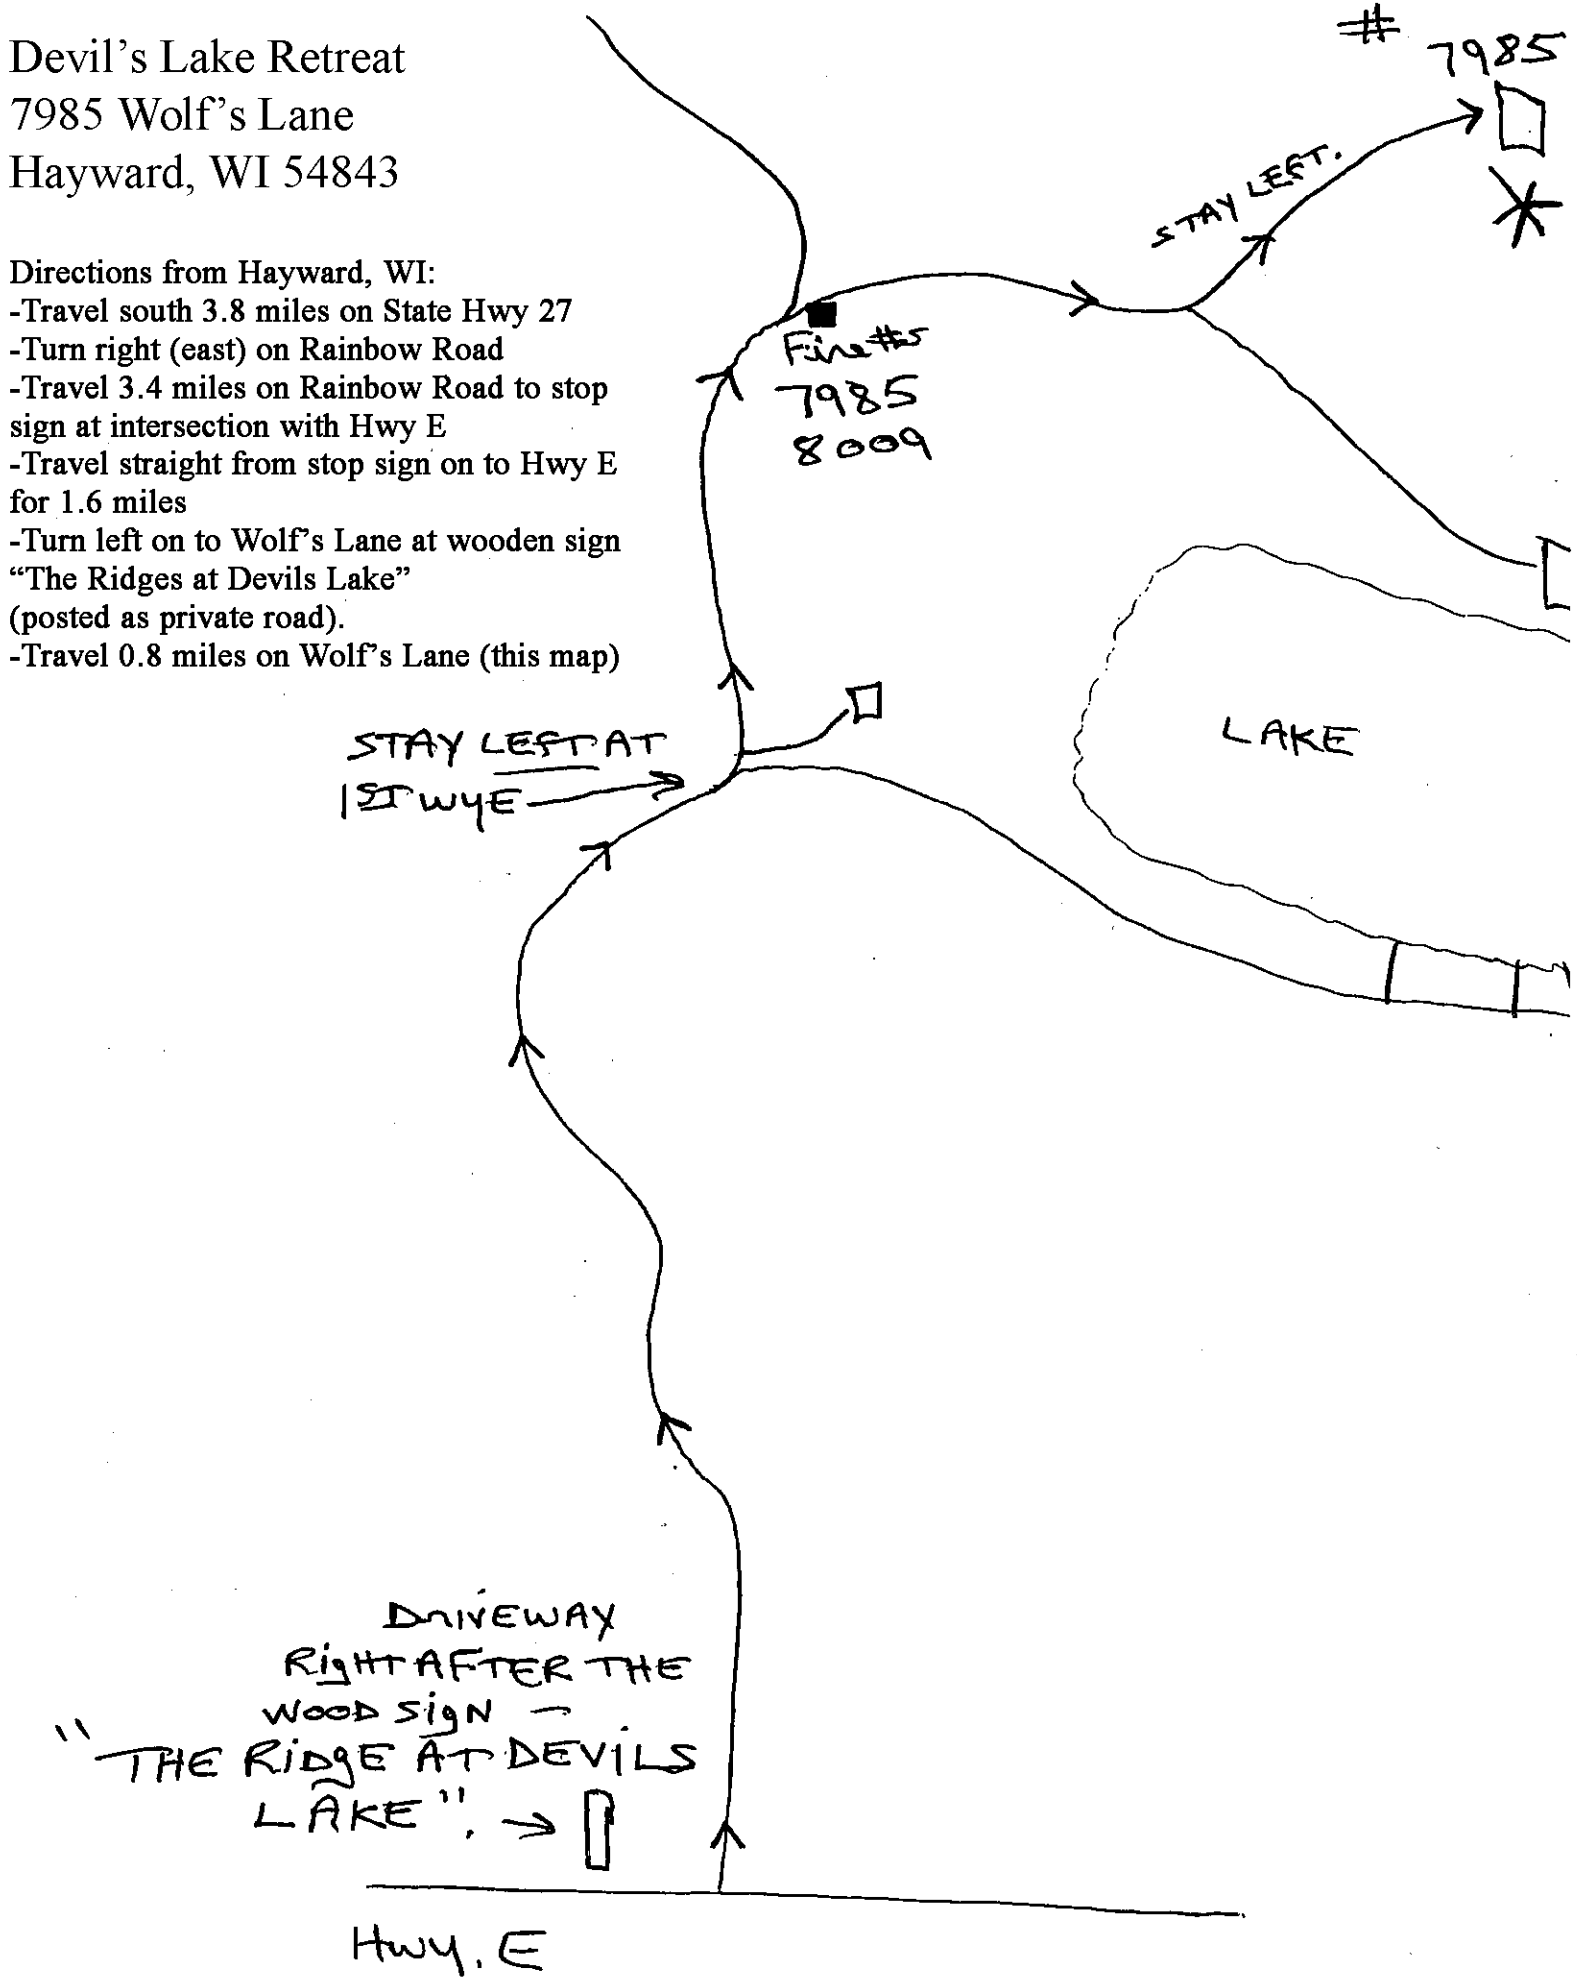 Devil’s Lake Retreat
7985 Wolf’s Lane
Hayward, WI 54843
Directions from Hayward, WI:
-Travel south 3.8 miles on State Hwy 27
-Turn right (east) on Rainbow Road
-Travel 3.4 miles on Rainbow Road to stop
sign at intersection with Hwy E
-Travel straight from stop sign on to Hwy E
for 1.6 miles
-Turn left on to Wolf’s Lane at wooden sign
“The Ridges at Devils Lake”
(posted as private road).
-Travel 0.8 miles on Wolf’s Lane (this map)
#
7985
STAY LEFT.
Fire #s
7985
8009
LAKE
STAY LEFT AT
1ST WYE
DRIVEWAY
RigHT AFTER THE
WOOD SigN –
"THE RiDgE AT DEViLS
LAKE".
Hwy. E